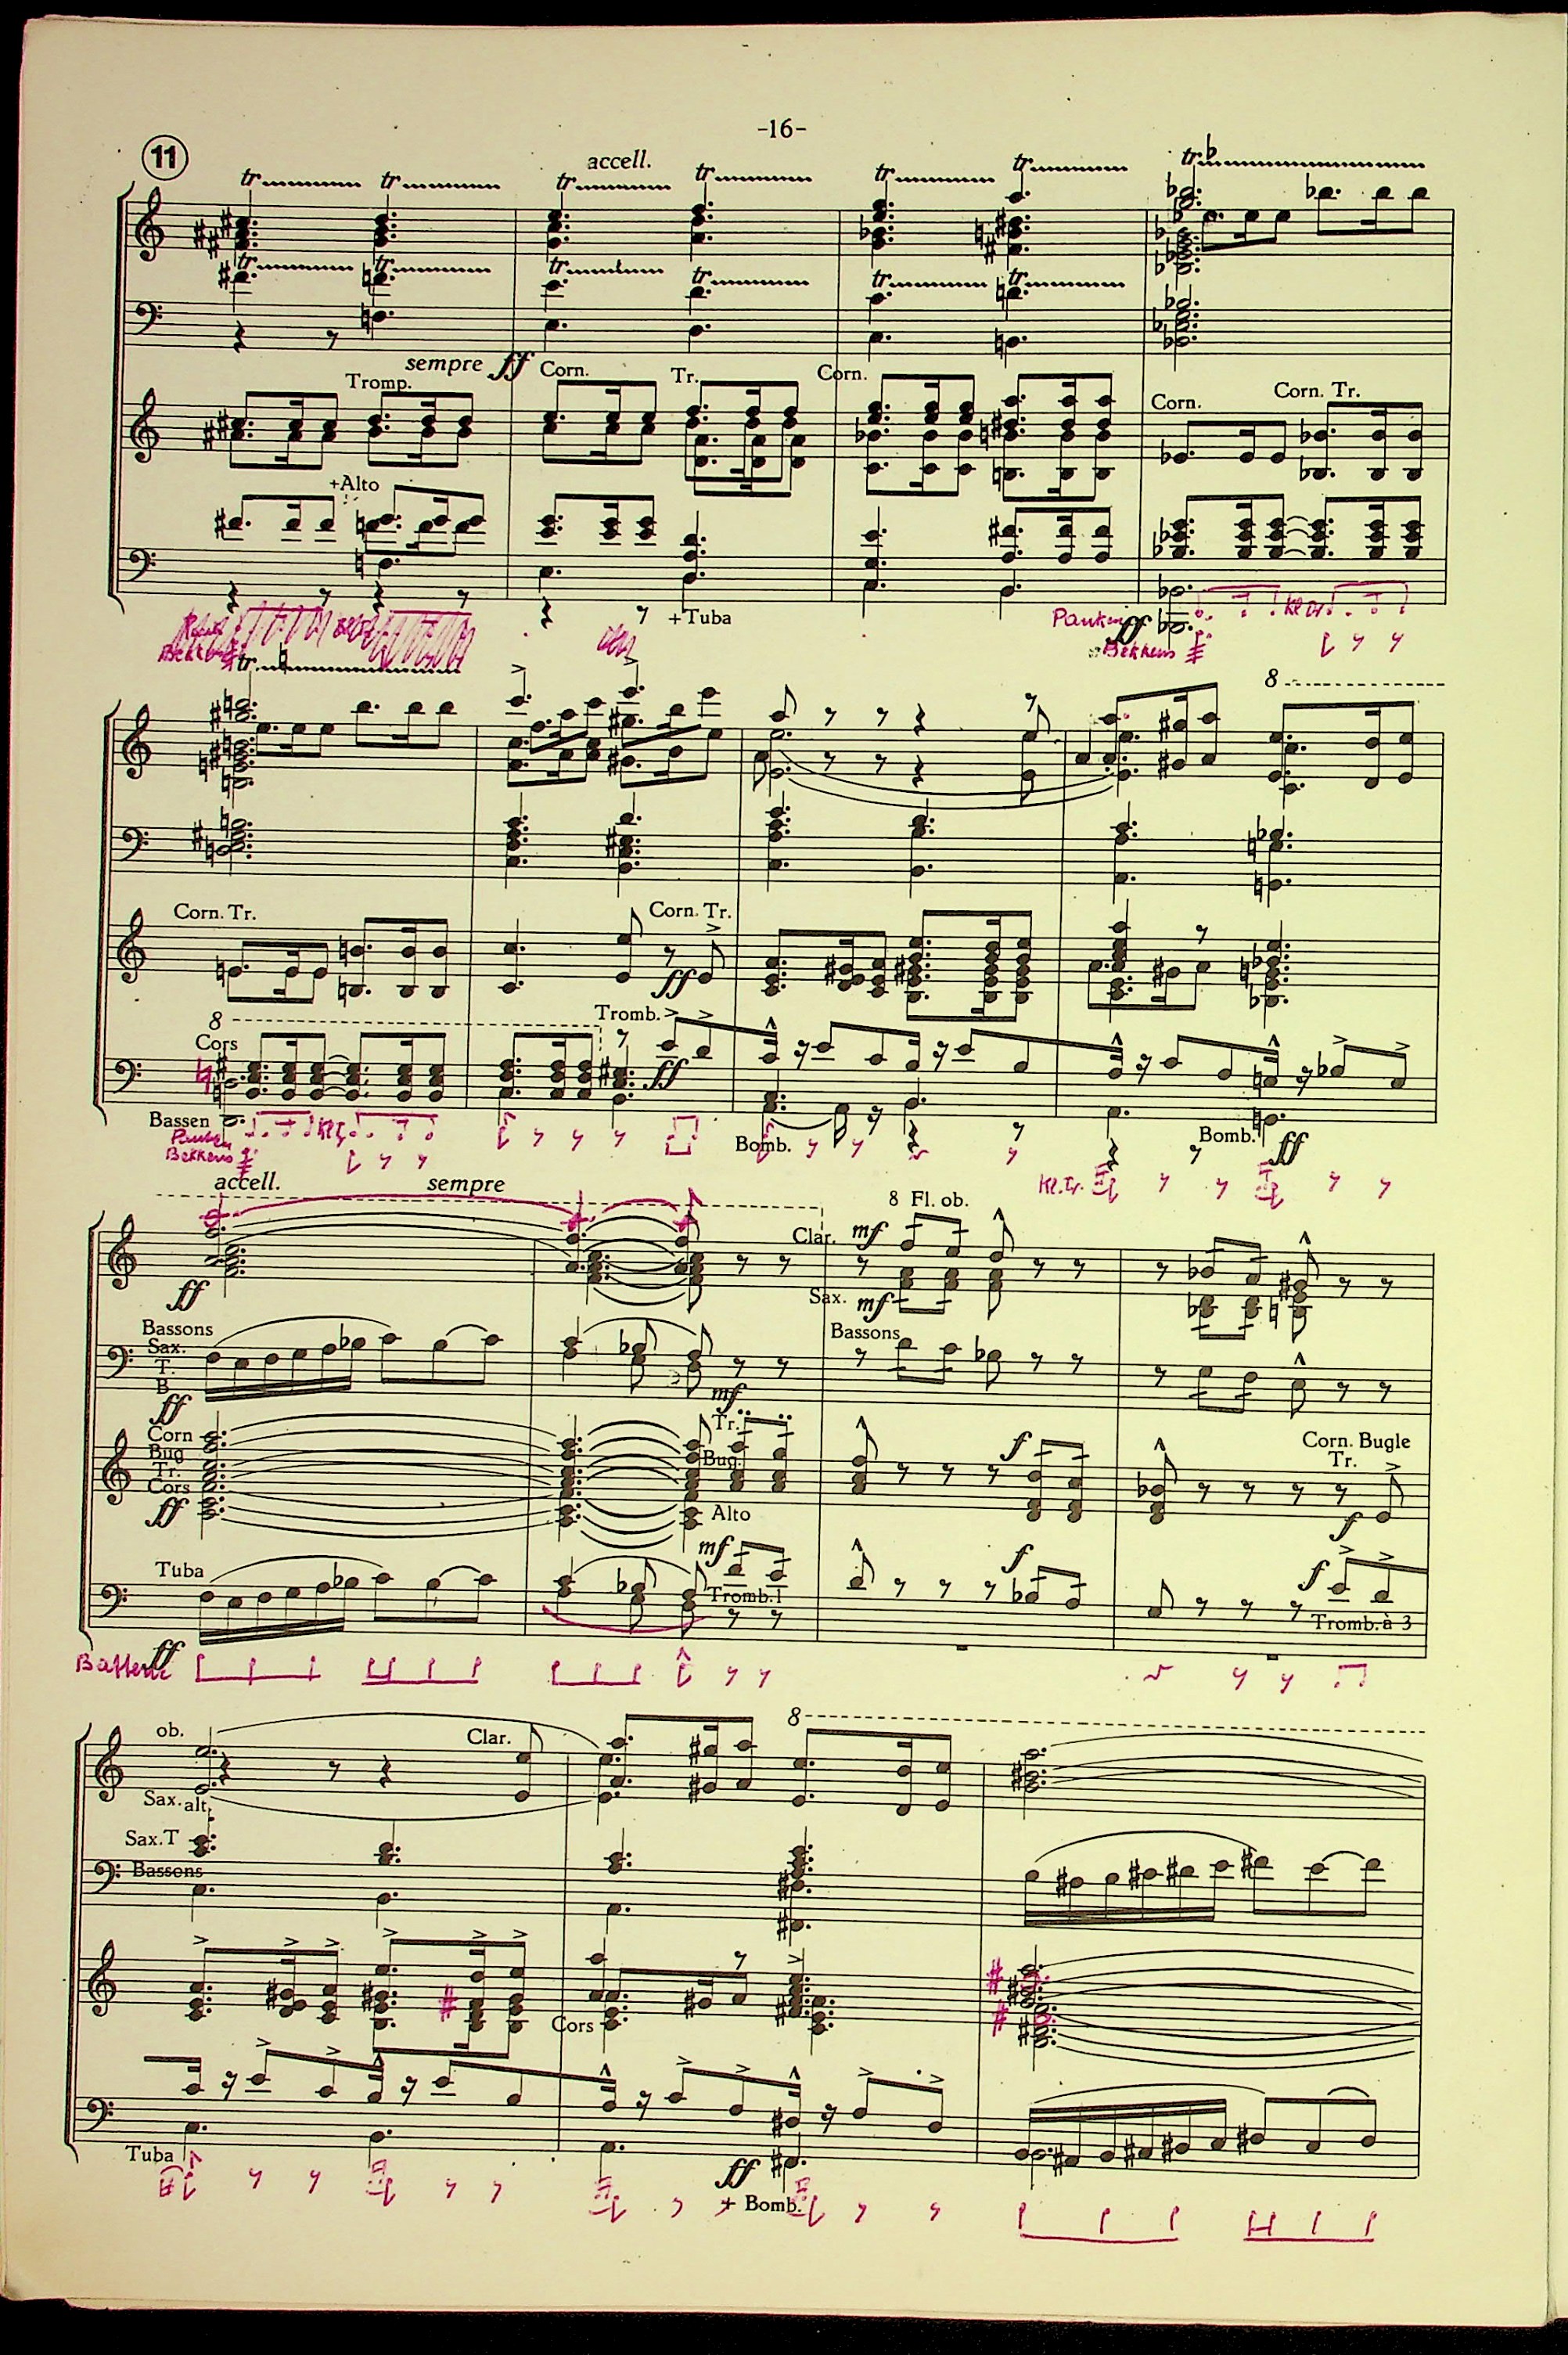 -16-
11
accell.
tr tr tr tr tr tr tr
tr tr tr tr tr tr
sempre ff
Tromp. Corn. Tr. Corn. Corn. Corn. Tr.
+Alto
+Tuba
Pauken ff Kl Tr
Bekkens
tr
8
Corn. Tr. Corn. Tr.
ff
8 Tromb.
Cors ff
Bassen Bomb. Bomb. ff
Pauken
Bekkens
Kl.Tr.
accell. sempre
8 Fl. ob.
Clar. mf
ff Sax. mf
Bassons Bassons
Sax.
T.
B
ff mf
Corn Tr. f Corn. Bugle
Bug Bug. Tr.
Tr.
Cors
ff Alto f
mf f f
Tuba Tromb.1 Tromb. à 3
ff
Batterie
ob. Clar. 8
Sax. alt.
Sax.T
Bassons
Cors
Tuba ff
+ Bomb.